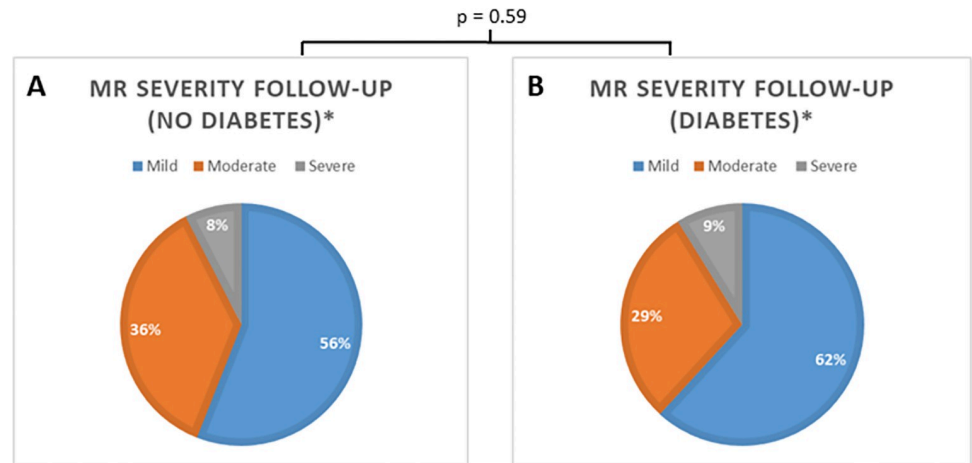 p = 0.59
A
MR SEVERITY FOLLOW-UP
(NO DIABETES)*
Mild Moderate Severe
8%
36%
56%
B
MR SEVERITY FOLLOW-UP
(DIABETES)*
Mild Moderate Severe
9%
29%
62%